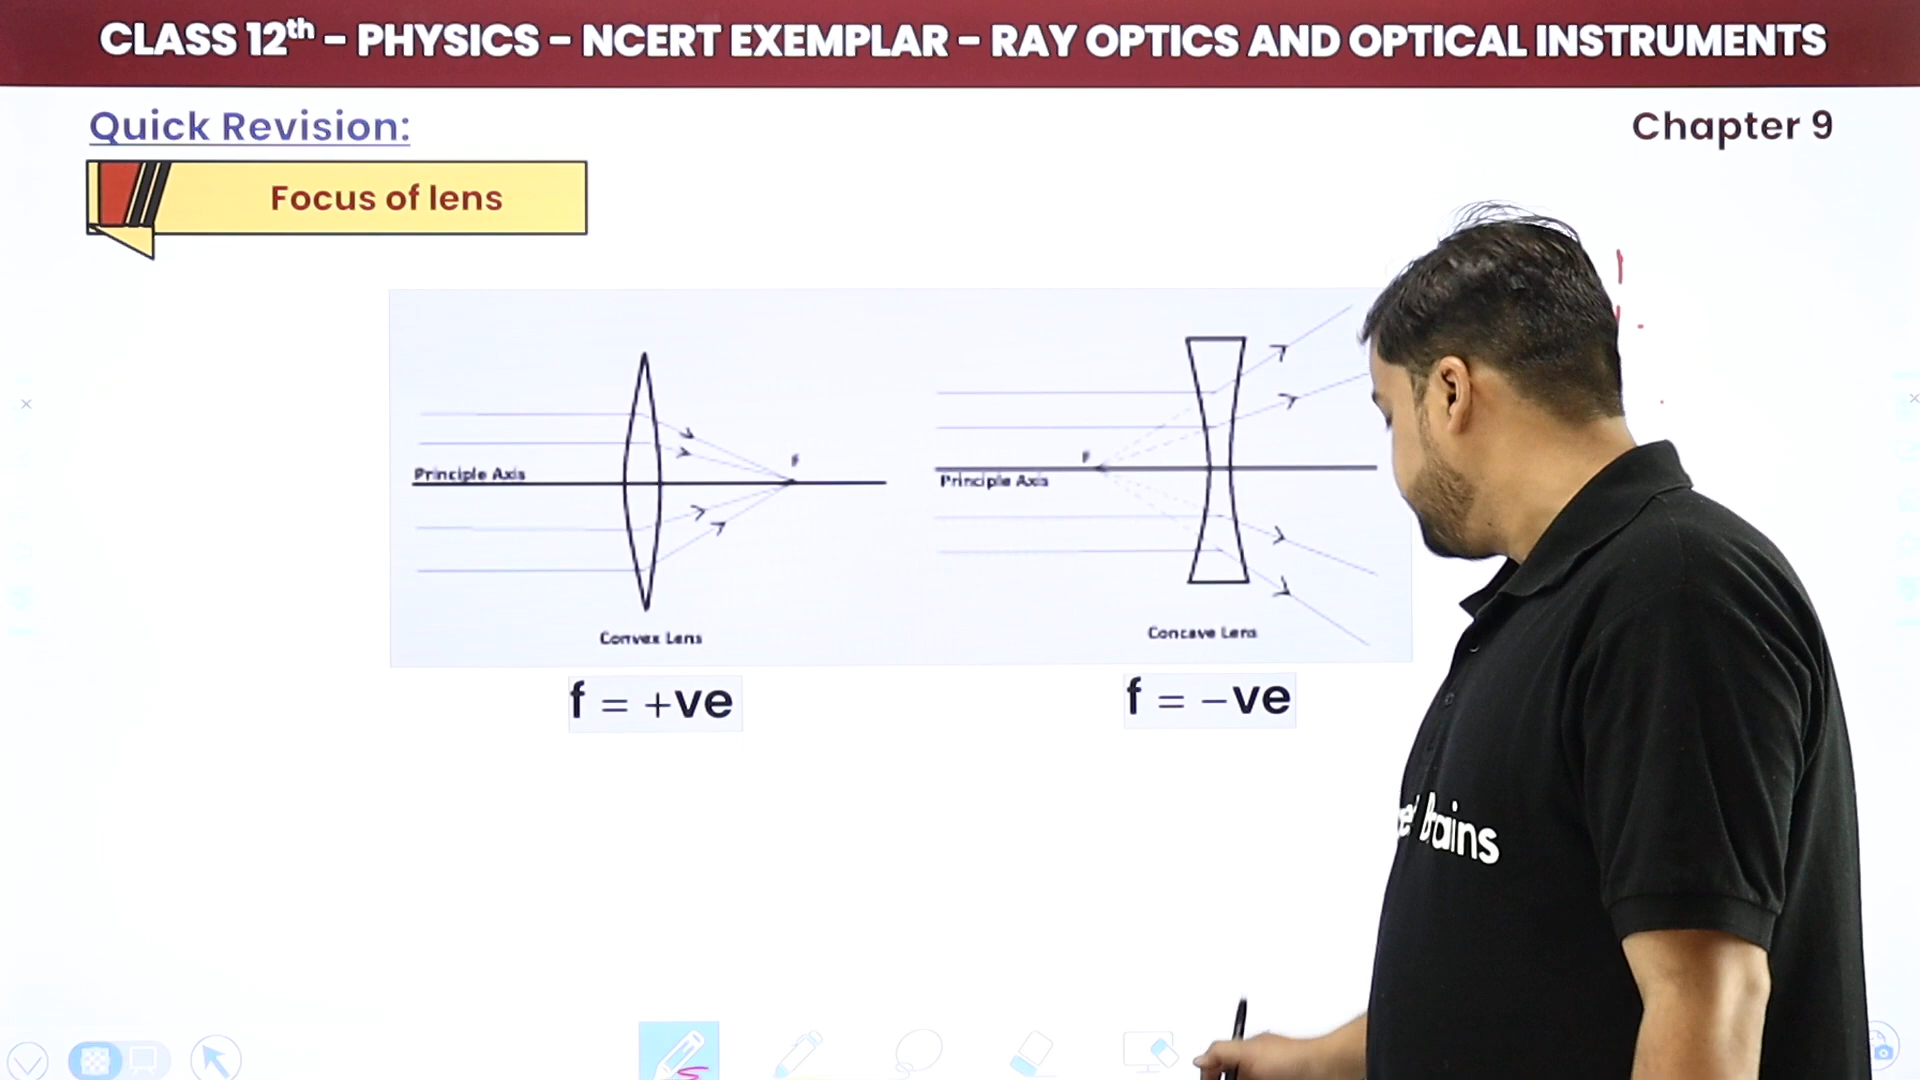 CLASS 12th - PHYSICS - NCERT EXEMPLAR - RAY OPTICS AND OPTICAL INSTRUMENTS
Quick Revision:
Chapter 9
Focus of lens
F
Principle Axis
Convex Lens
F
Principle Axis
Concave Lens
f = +ve
f = −ve
Brains